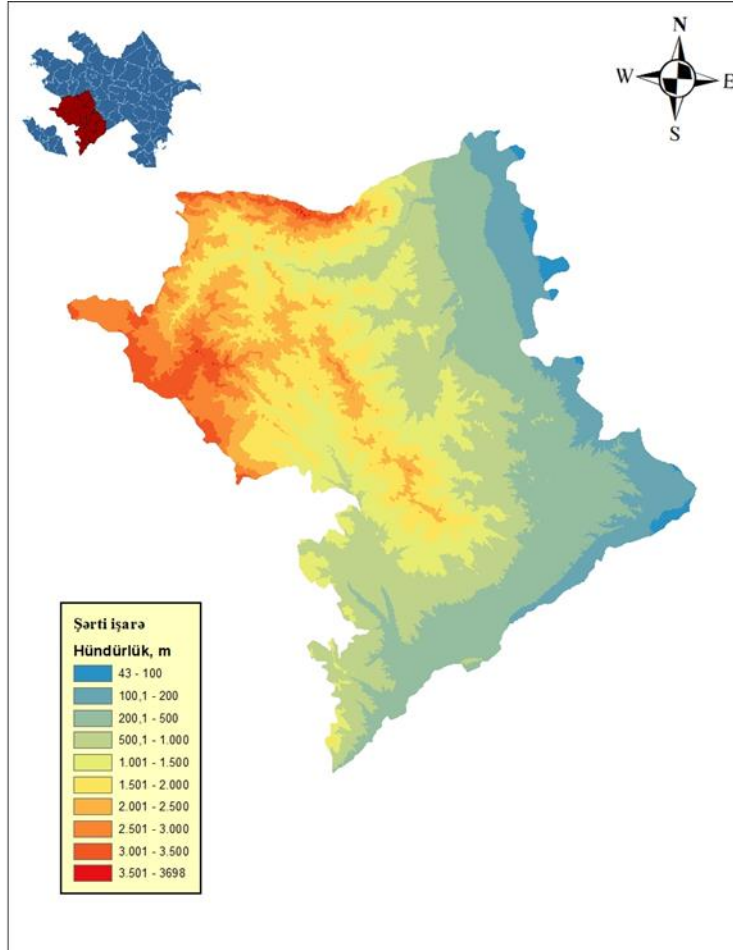 N
W E
S
Şərti işarə
Hündürlük, m
43 - 100
100,1 - 200
200,1 - 500
500,1 - 1.000
1.001 - 1.500
1.501 - 2.000
2.001 - 2.500
2.501 - 3.000
3.001 - 3.500
3.501 - 3698